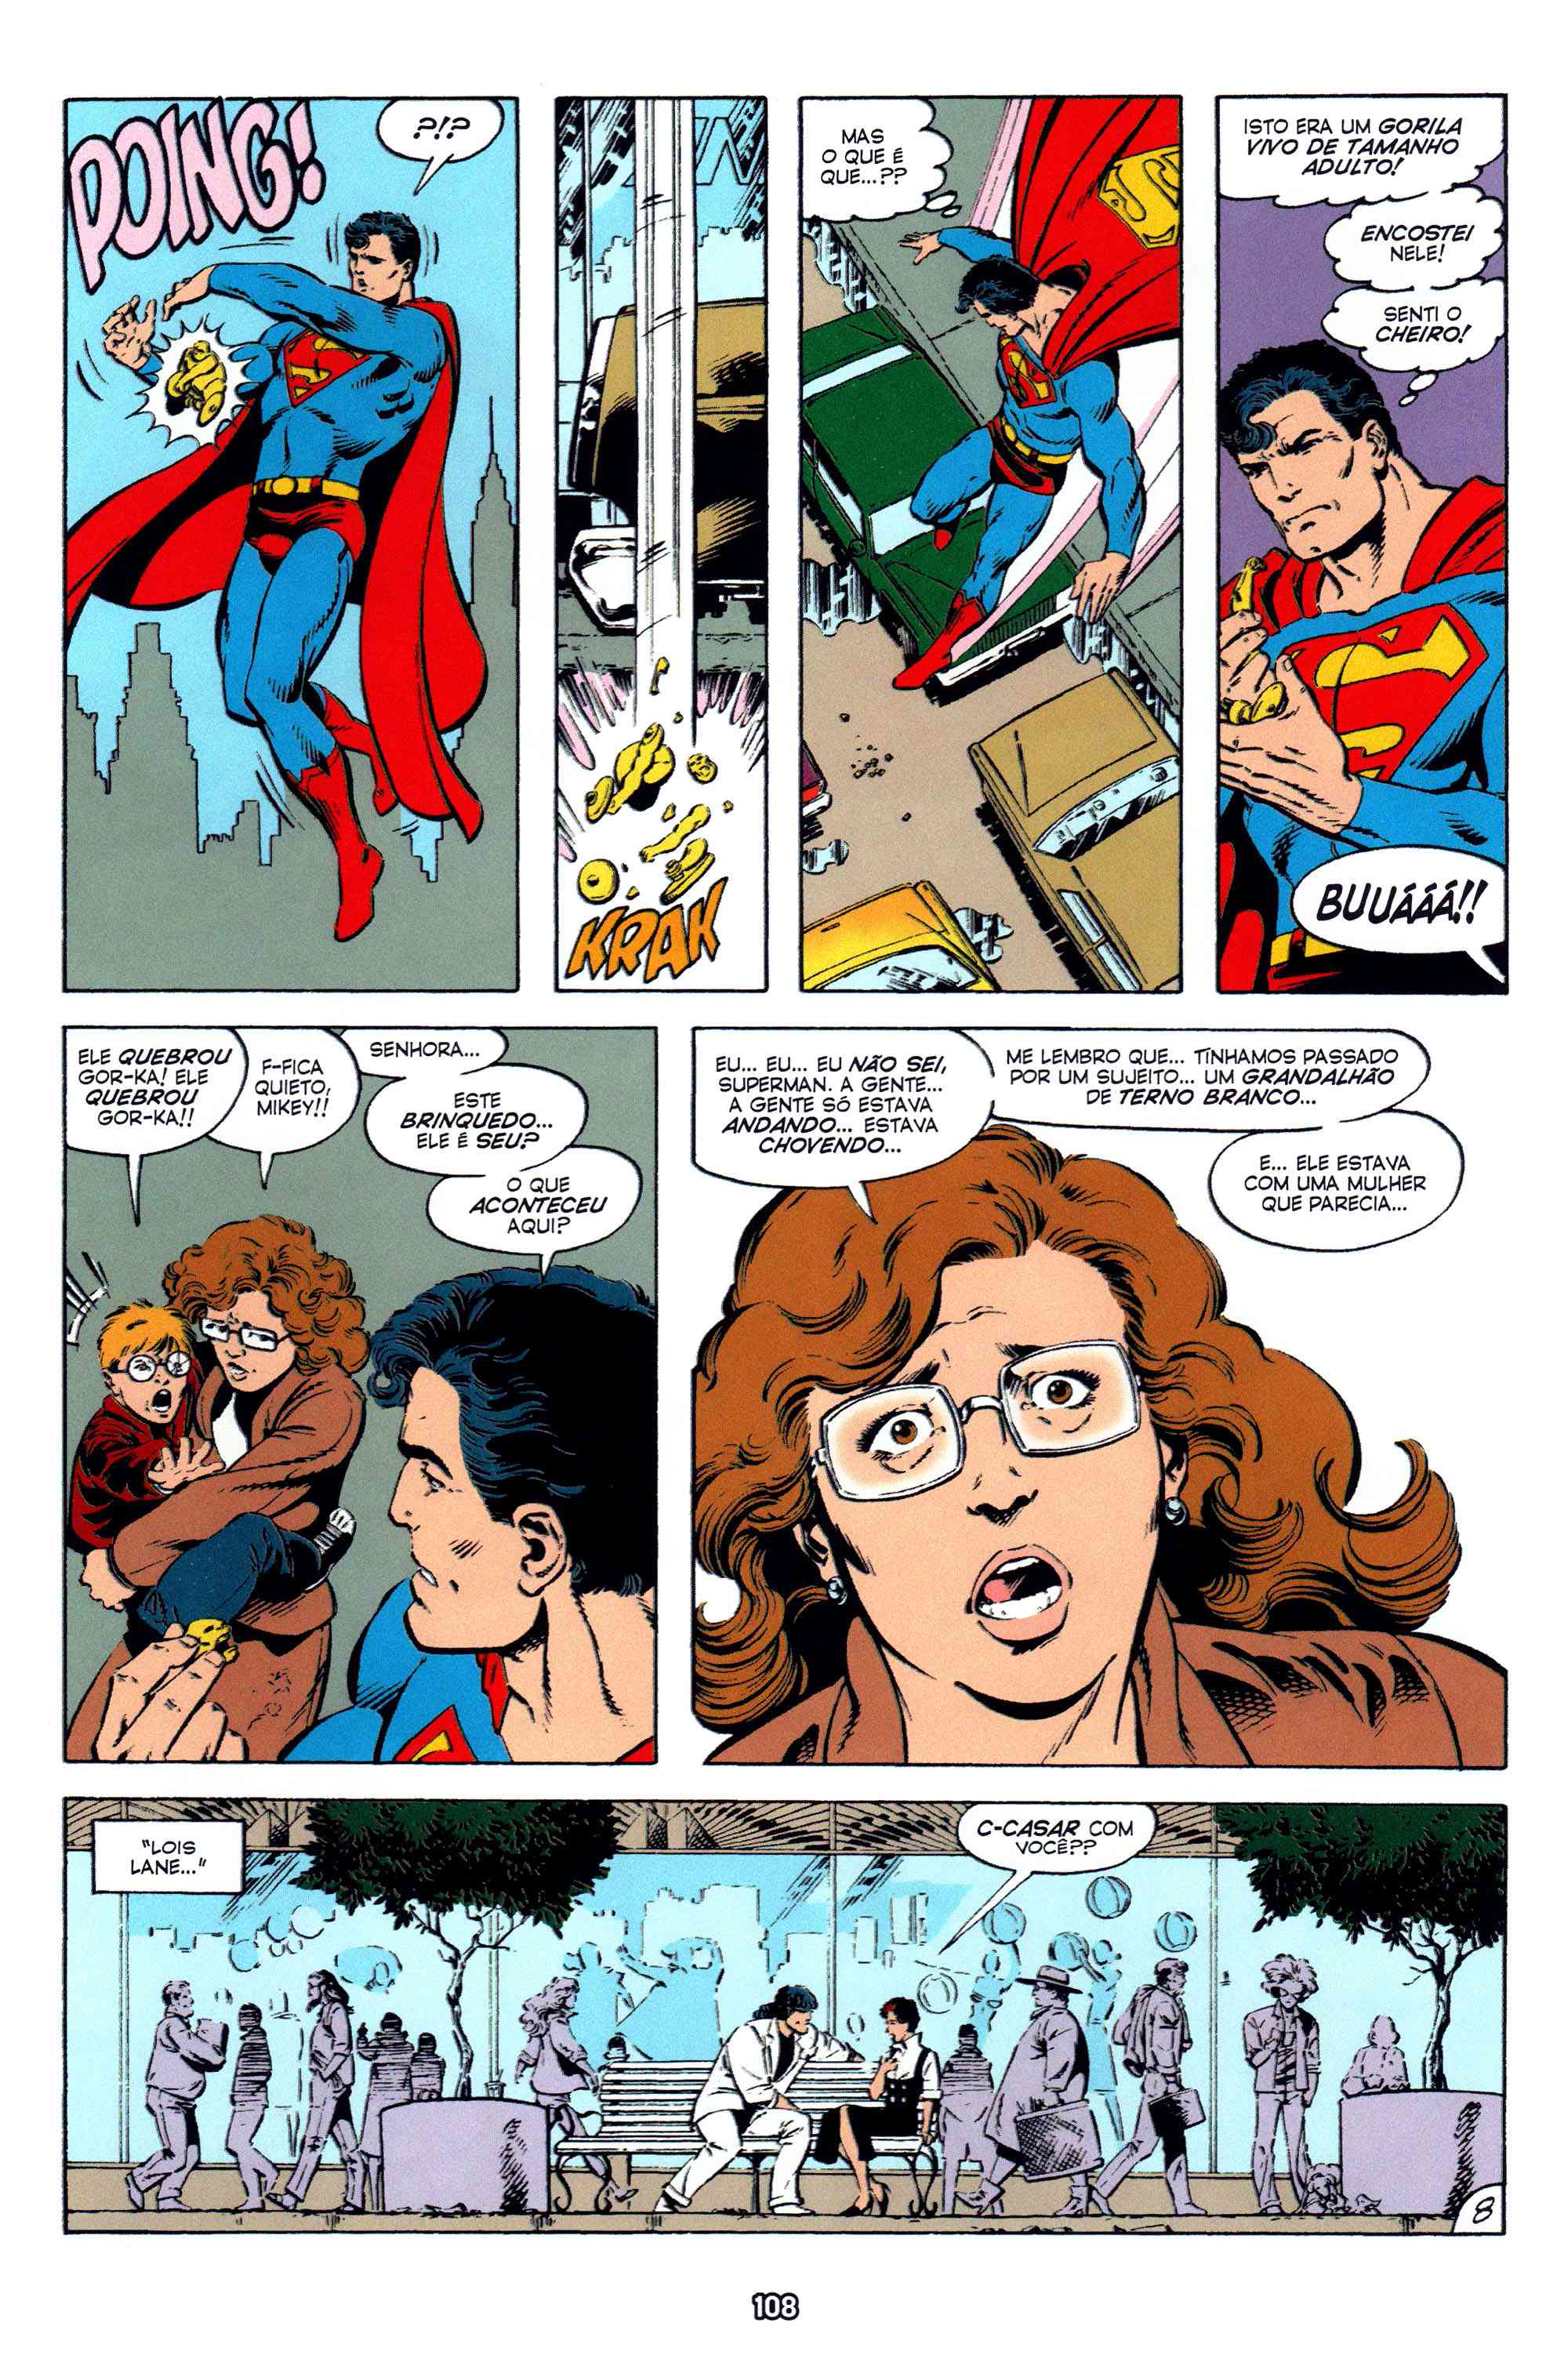 POING!
?!?
KRAK
MAS
O QUE É
QUE...??
ISTO ERA UM GORILA
VIVO DE TAMANHO
ADULTO!
ENCOSTEI
NELE!
SENTI O
CHEIRO!
BUUÁÁÁ!!
ELE QUEBROU
GOR-KA! ELE
QUEBROU
GOR-KA!!
F-FICA
QUIETO,
MIKEY!!
SENHORA...
ESTE
BRINQUEDO...
ELE É SEU?
O QUE
ACONTECEU
AQUI?
EU... EU... EU NÃO SEI,
SUPERMAN. A GENTE...
A GENTE SÓ ESTAVA
ANDANDO... ESTAVA
CHOVENDO...
ME LEMBRO QUE... TÍNHAMOS PASSADO
POR UM SUJEITO... UM GRANDALHÃO
DE TERNO BRANCO...
E... ELE ESTAVA
COM UMA MULHER
QUE PARECIA...
"LOIS
LANE..."
C-CASAR COM
VOCÊ??
8
108